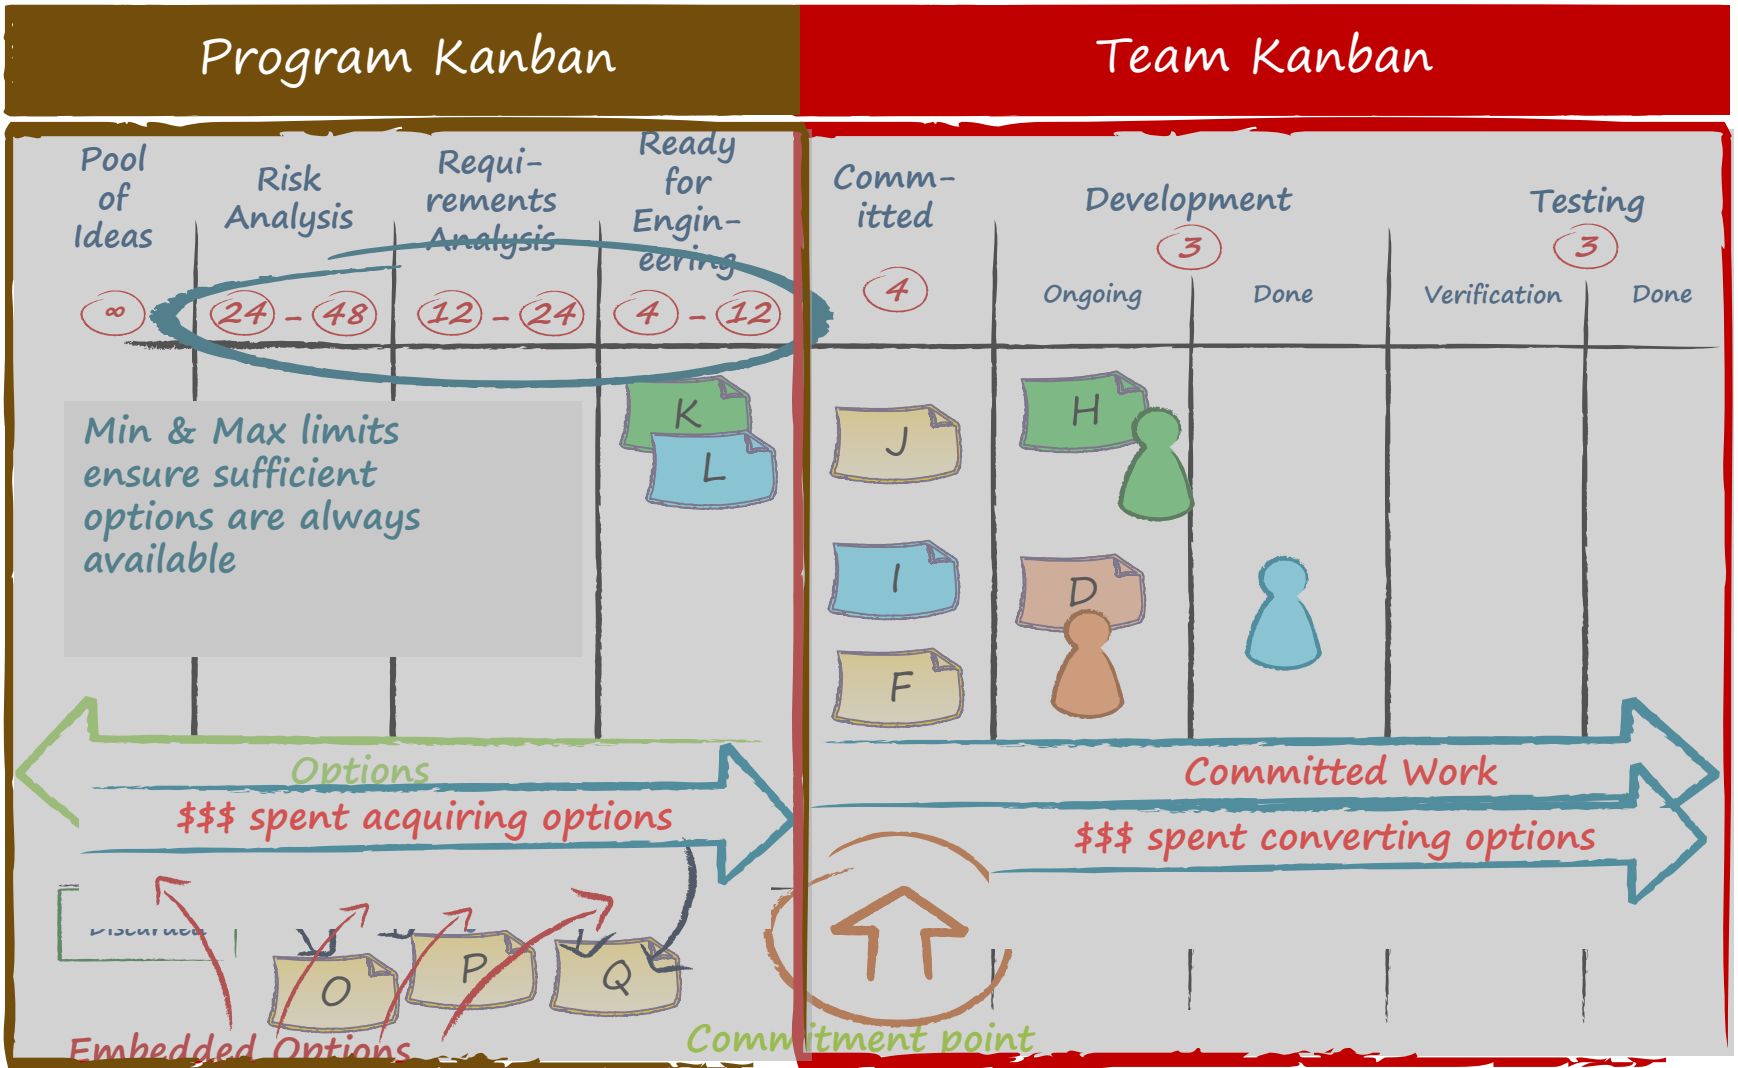 Program Kanban
Team Kanban
Pool
of
Ideas
∞
Risk
Analysis
24 - 48
Requi-
rements
Analysis
12 - 24
Ready
for
Engin-
eering
4 - 12
Comm-
itted
4
Development
3
Ongoing
Done
Testing
3
Verification
Done
Min & Max limits
ensure sufficient
options are always
available
K
L
J
I
F
H
D
Options
$$$ spent acquiring options
Committed Work
$$$ spent converting options
Discarded
O
P
Q
Embedded Options
Commitment point